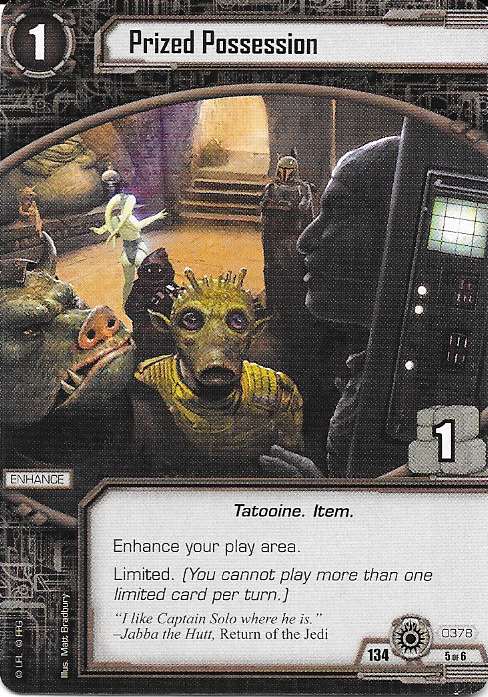 1
Prized Possession
1
ENHANCE
Tatooine. Item.
Enhance your play area.
Limited. (You cannot play more than one
limited card per turn.)
"I like Captain Solo where he is."
–Jabba the Hutt, Return of the Jedi
© LFL © FFG
Illus. Matt Bradbury
134
0378
5 of 6